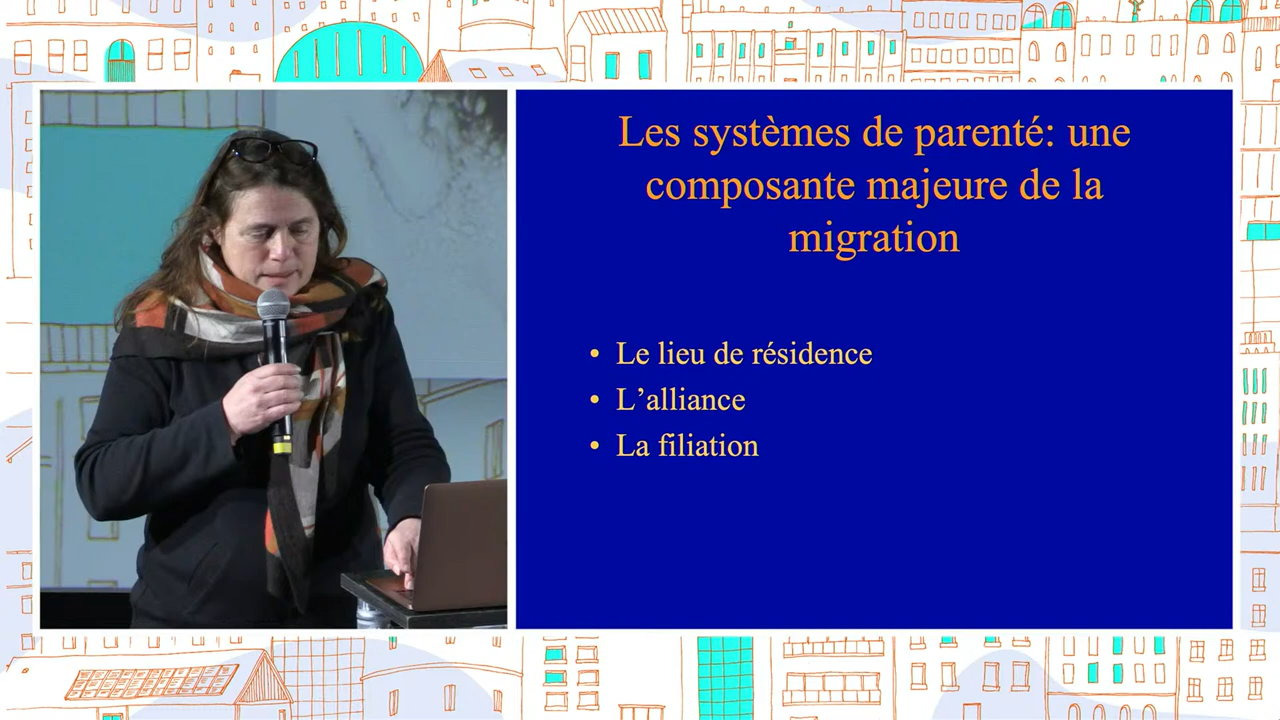 Les systèmes de parenté: une
composante majeure de la
migration
• Le lieu de résidence
• L’alliance
• La filiation